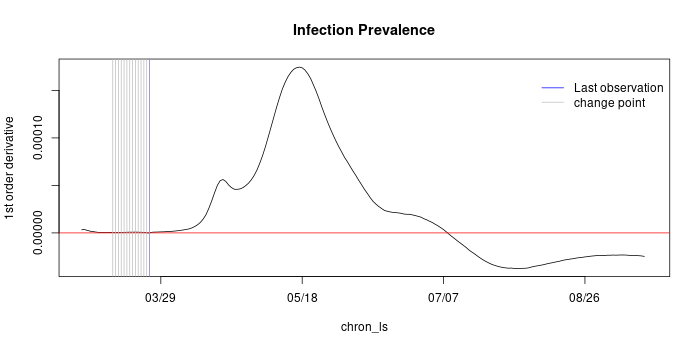 Infection Prevalence
1st order derivative
0.00010
0.00000
Last observation
change point
03/29
05/18
07/07
08/26
chron_ls